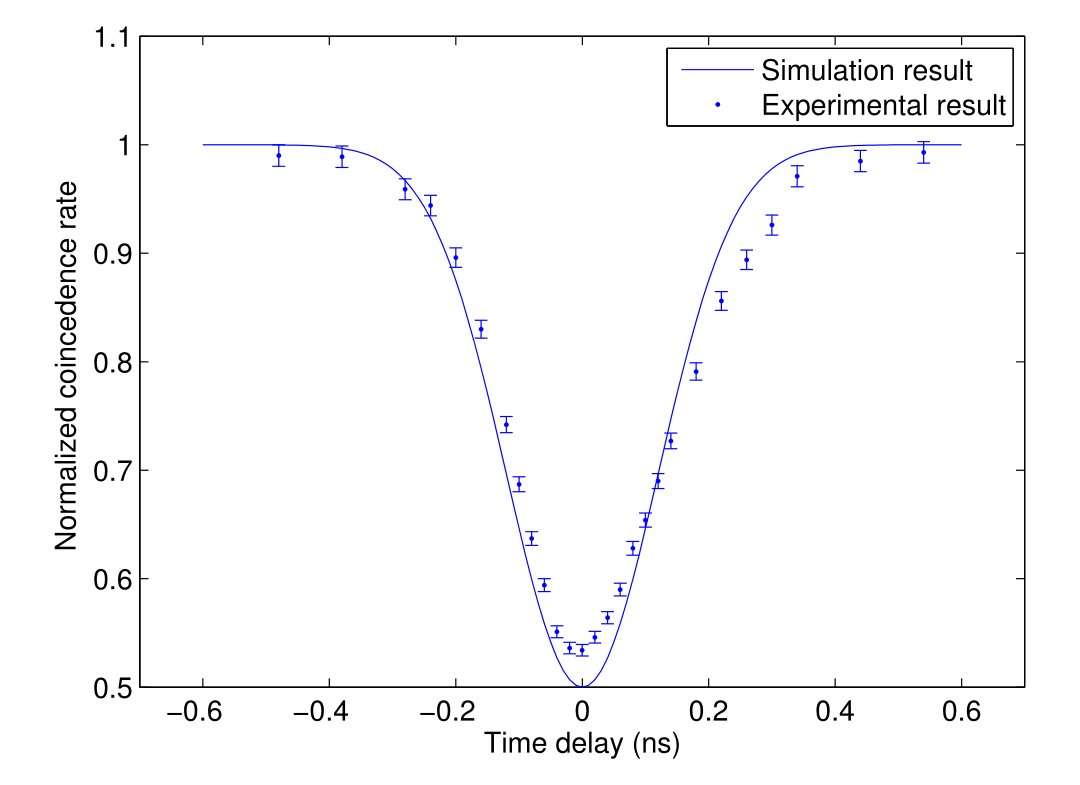 1.1
1
0.9
0.8
0.7
0.6
0.5
Normalized coincedence rate
Simulation result
Experimental result
−0.6 −0.4 −0.2 0 0.2 0.4 0.6
Time delay (ns)